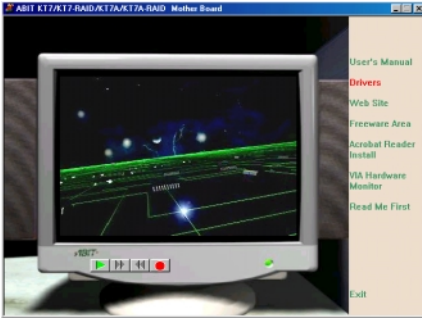 ABIT KT7/KT7-RAID/KT7A/KT7A-RAID Mother Board
User's Manual
Drivers
Web Site
Freeware Area
Acrobat Reader
Install
VIA Hardware
Monitor
Read Me First
Exit